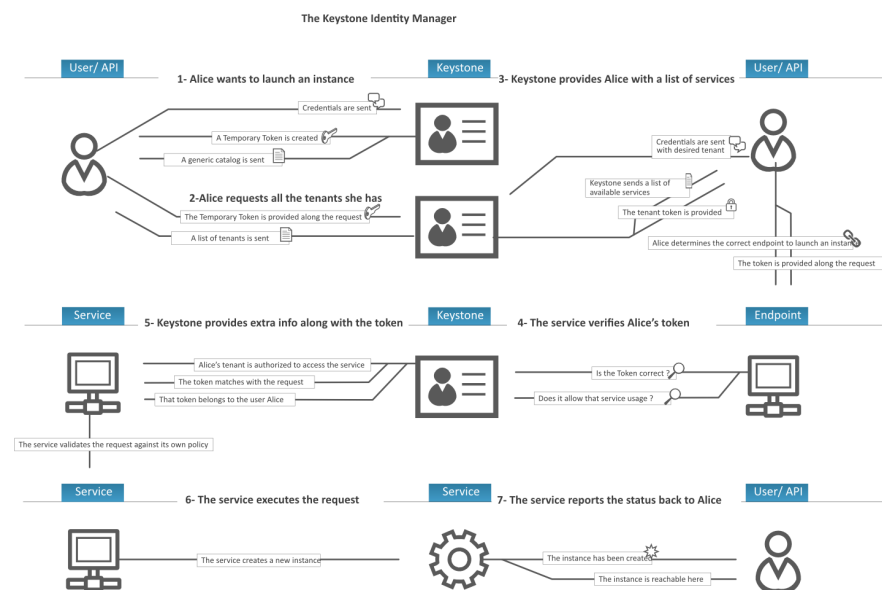 The Keystone Identity Manager
User/ API
1- Alice wants to launch an instance
Keystone
3- Keystone provides Alice with a list of services
User/ API
Credentials are sent
A Temporary Token is created
A generic catalog is sent
2-Alice requests all the tenants she has
The Temporary Token is provided along the request
A list of tenants is sent
Credentials are sent
with desired tenant
Keystone sends a list of
available services
The tenant token is provided
Alice determines the correct endpoint to launch an instance
The token is provided along the request
Service
5- Keystone provides extra info along with the token
Keystone
4- The service verifies Alice's token
Endpoint
Alice's tenant is authorized to access the service
The token matches with the request
That token belongs to the user Alice
Is the Token correct ?
Does it allow that service usage ?
The service validates the request against its own policy
Service
6- The service executes the request
Service
7- The service reports the status back to Alice
User/ API
The service creates a new instance
The instance has been created
The instance is reachable here